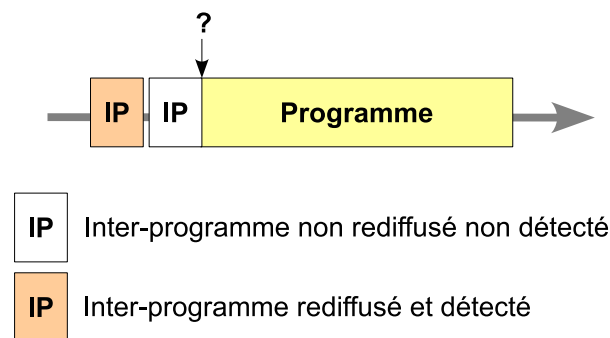 ?
IP IP Programme
IP Inter-programme non rediffusé non détecté
IP Inter-programme rediffusé et détecté